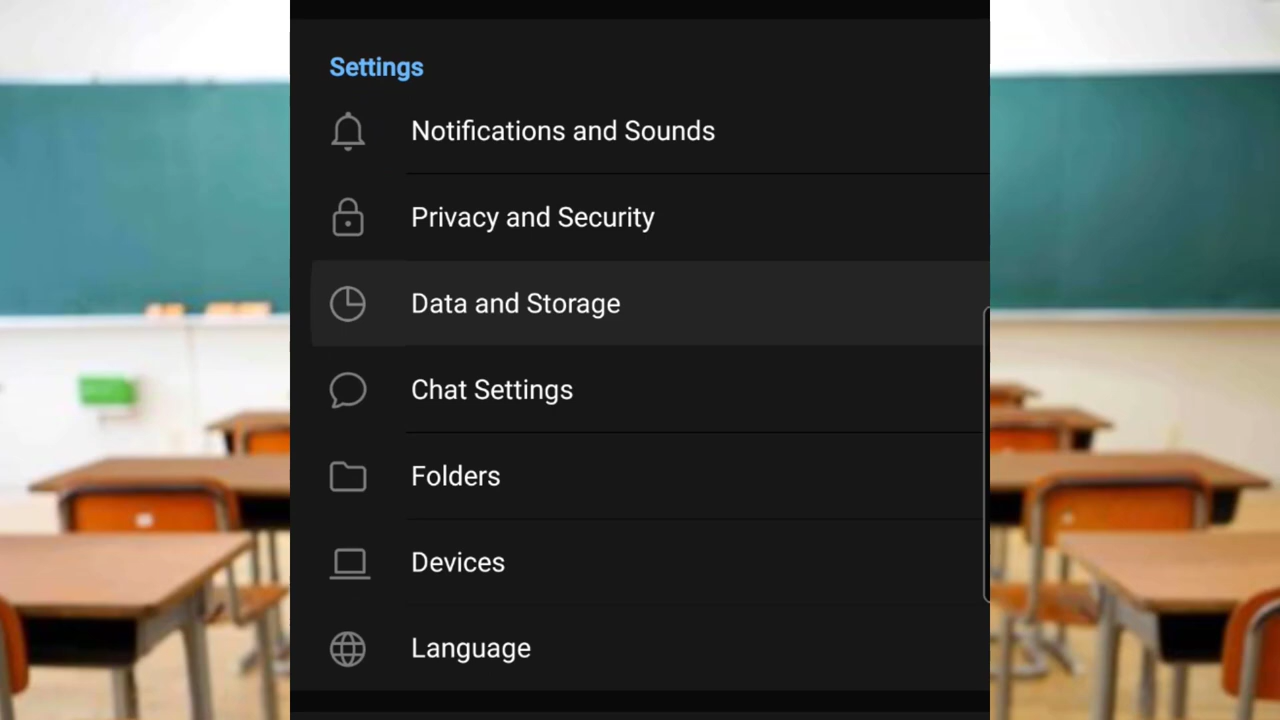 Settings
Notifications and Sounds
Privacy and Security
Data and Storage
Chat Settings
Folders
Devices
Language